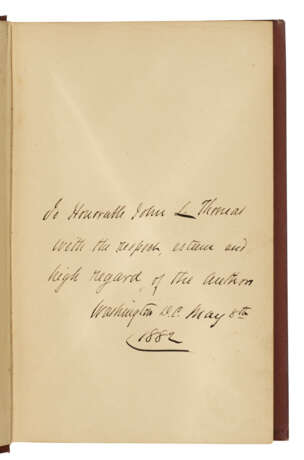 To Honorable John L. Thomas
with the respect, esteem and
high regard of the author
Washington D.C. May 8th
1882